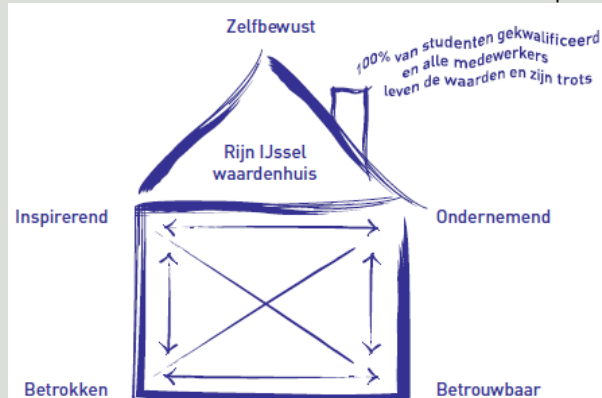 Zelfbewust
100% van studenten gekwalificeerd
en alle medewerkers
leven de waarden en zijn trots
Rijn IJssel
waardenhuis
Inspirerend
Ondernemend
Betrokken
Betrouwbaar